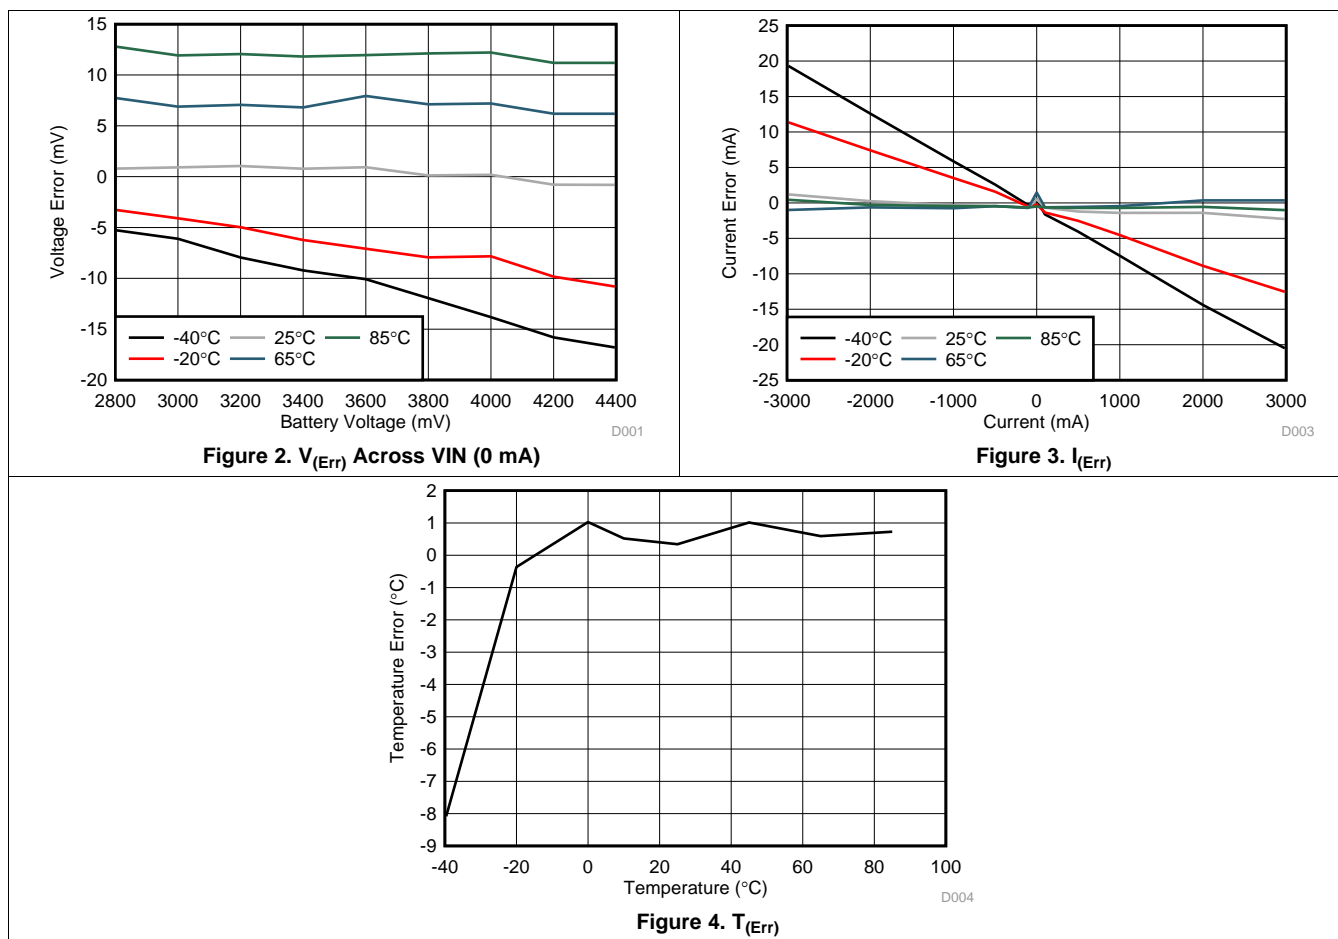 15
10
5
0
-5
-10
-15
-20
Voltage Error (mV)
-40°C 25°C 85°C
-20°C 65°C
2800 3000 3200 3400 3600 3800 4000 4200 4400
Battery Voltage (mV)
D001
Figure 2. V(Err) Across VIN (0 mA)
25
20
15
10
5
0
-5
-10
-15
-20
-25
Current Error (mA)
-40°C 25°C 85°C
-20°C 65°C
-3000 -2000 -1000 0 1000 2000 3000
Current (mA)
D003
Figure 3. I(Err)
2
1
0
-1
-2
-3
-4
-5
-6
-7
-8
-9
Temperature Error (°C)
-40 -20 0 20 40 60 80 100
Temperature (°C)
D004
Figure 4. T(Err)